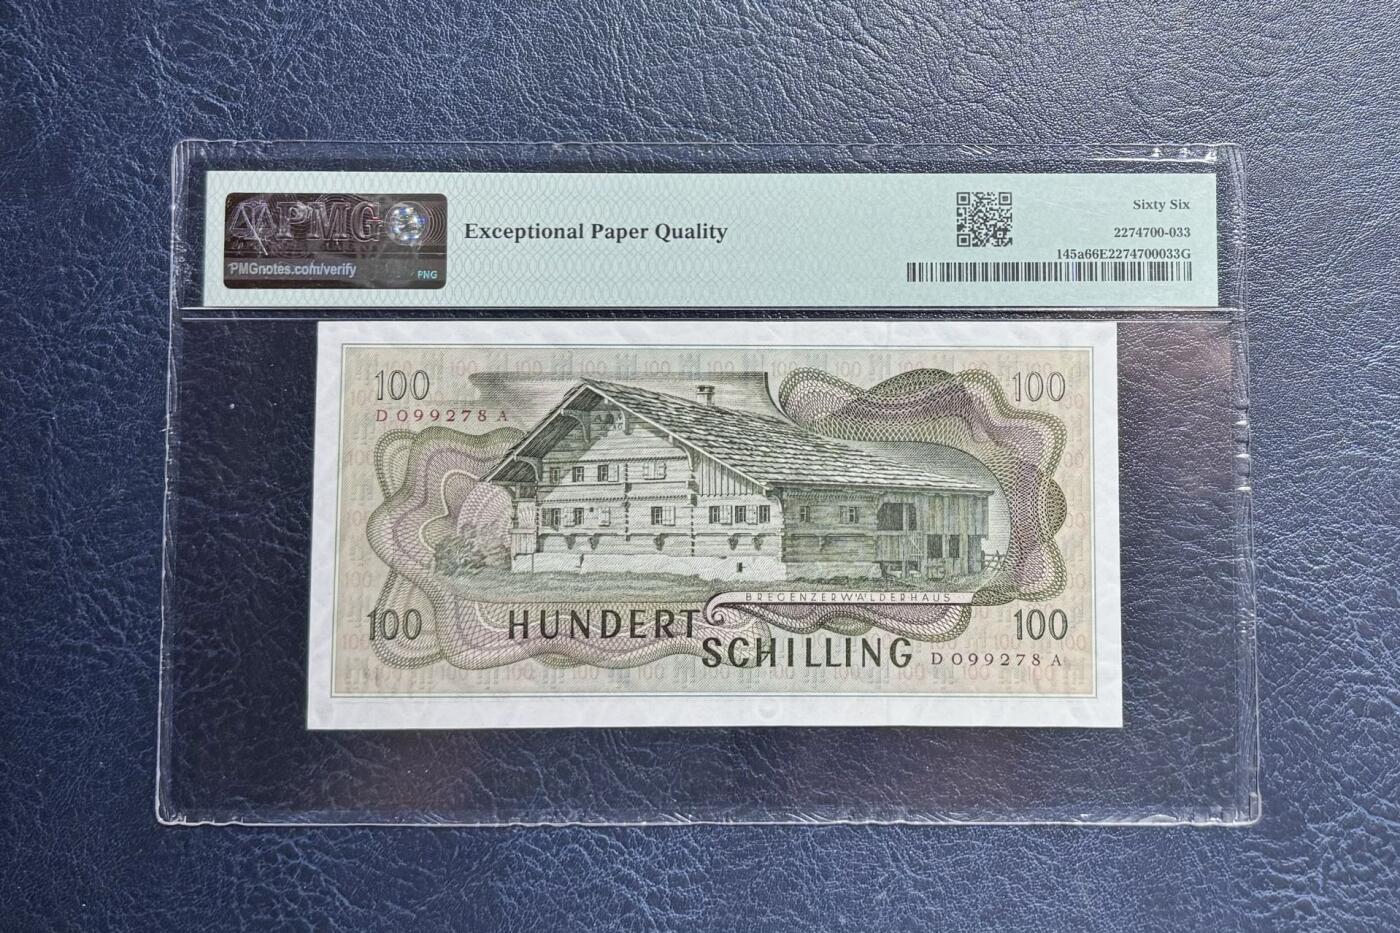 PMG
PMGnotes.com/verify
PNG
Exceptional Paper Quality
Sixty Six
2274700-033
145a66E2274700033G
100
100
D 099278 A
BREGENZERWÄLDERHAUS
100
HUNDERT
100
SCHILLING
D 099278 A